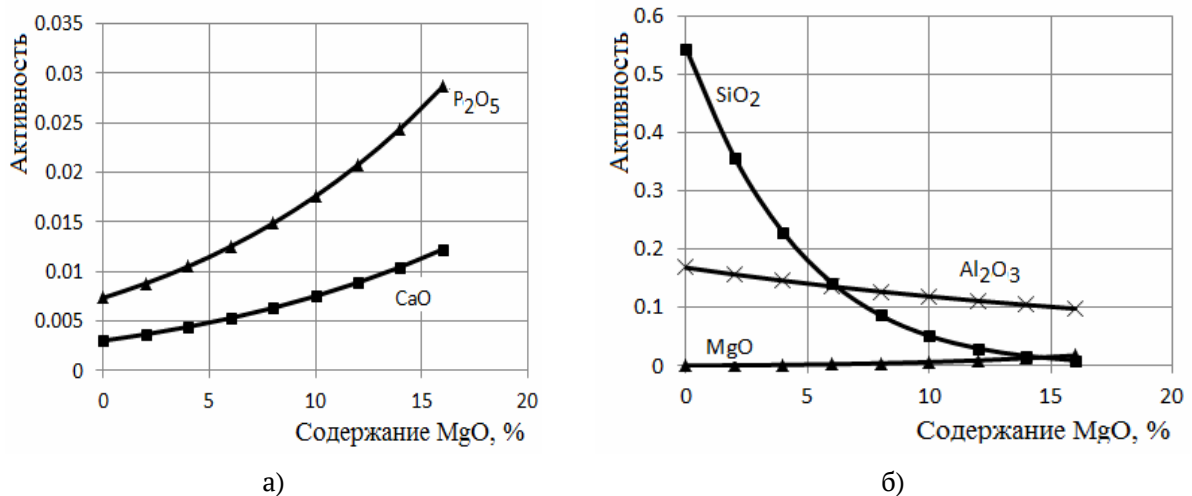 Активность
0.035
0.03
0.025
0.02
0.015
0.01
0.005
0
P2O5
CaO
0 5 10 15 20
Содержание MgO, %
а)
Активность
0.6
0.5
0.4
0.3
0.2
0.1
0
SiO2
Al2O3
MgO
0 5 10 15 20
Содержание MgO, %
б)